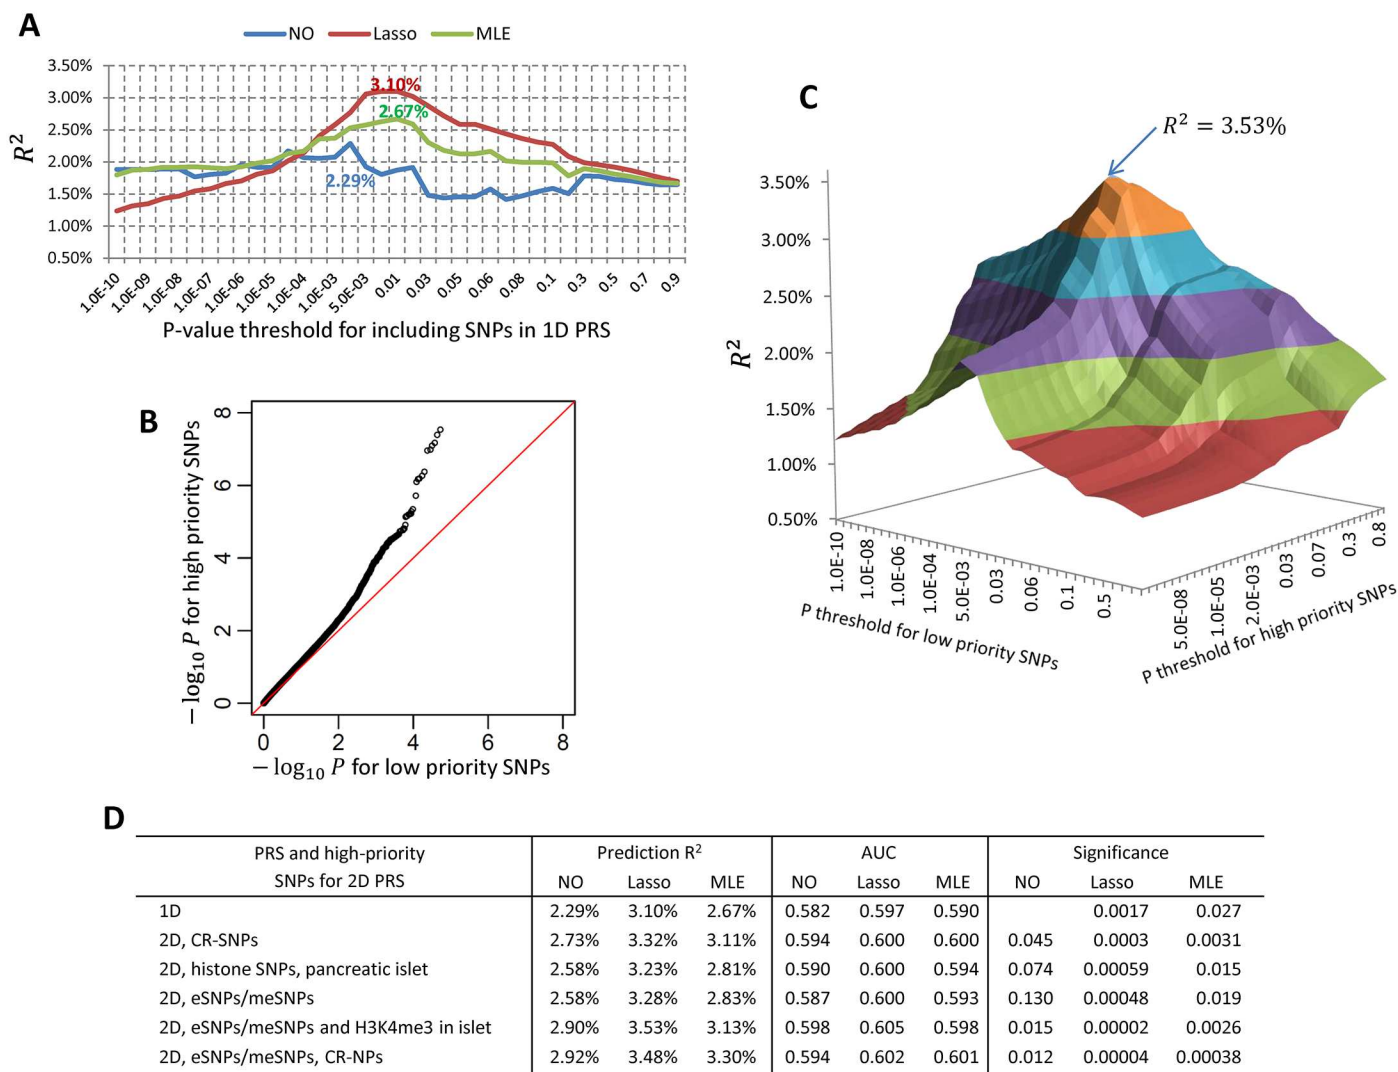 A
NO Lasso MLE
3.50%
3.00%
2.50%
2.00%
1.50%
1.00%
0.50%
R²
3.10%
2.67%
2.29%
1.0E-10 1.0E-09 1.0E-08 1.0E-07 1.0E-06 1.0E-05 1.0E-04 1.0E-03 5.0E-03 0.01 0.03 0.05 0.06 0.08 0.1 0.3 0.5 0.7 0.9
P-value threshold for including SNPs in 1D PRS
B
8
6
4
2
0
− log₁₀ P for high priority SNPs
0 2 4 6 8
− log₁₀ P for low priority SNPs
C
R² = 3.53%
3.50%
3.00%
2.50%
2.00%
1.50%
1.00%
0.50%
R²
1.0E-10 1.0E-08 1.0E-06 1.0E-04 5.0E-03 0.03 0.06 0.1 0.5
P threshold for low priority SNPs
5.0E-08 1.0E-05 2.0E-03 0.03 0.07 0.3 0.8
P threshold for high priority SNPs
D
PRS and high-priority Prediction R² AUC Significance
SNPs for 2D PRS NO Lasso MLE NO Lasso MLE NO Lasso MLE
1D 2.29% 3.10% 2.67% 0.582 0.597 0.590 0.0017 0.027
2D, CR-SNPs 2.73% 3.32% 3.11% 0.594 0.600 0.600 0.045 0.0003 0.0031
2D, histone SNPs, pancreatic islet 2.58% 3.23% 2.81% 0.590 0.600 0.594 0.074 0.00059 0.015
2D, eSNPs/meSNPs 2.58% 3.28% 2.83% 0.587 0.600 0.593 0.130 0.00048 0.019
2D, eSNPs/meSNPs and H3K4me3 in islet 2.90% 3.53% 3.13% 0.598 0.605 0.598 0.015 0.00002 0.0026
2D, eSNPs/meSNPs, CR-NPs 2.92% 3.48% 3.30% 0.594 0.602 0.601 0.012 0.00004 0.00038